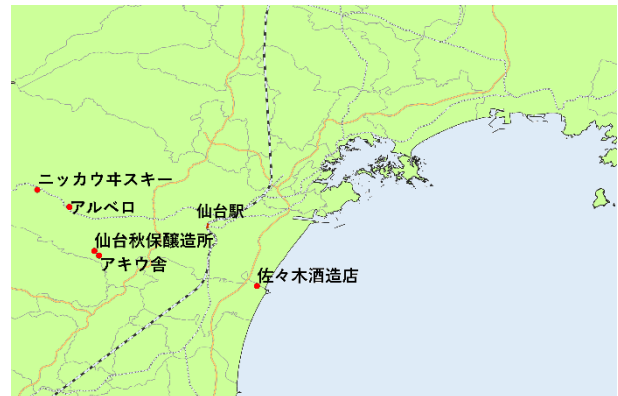 ニッカウヰスキー
アルベロ
仙台駅
仙台秋保醸造所
アキウ舎
佐々木酒造店